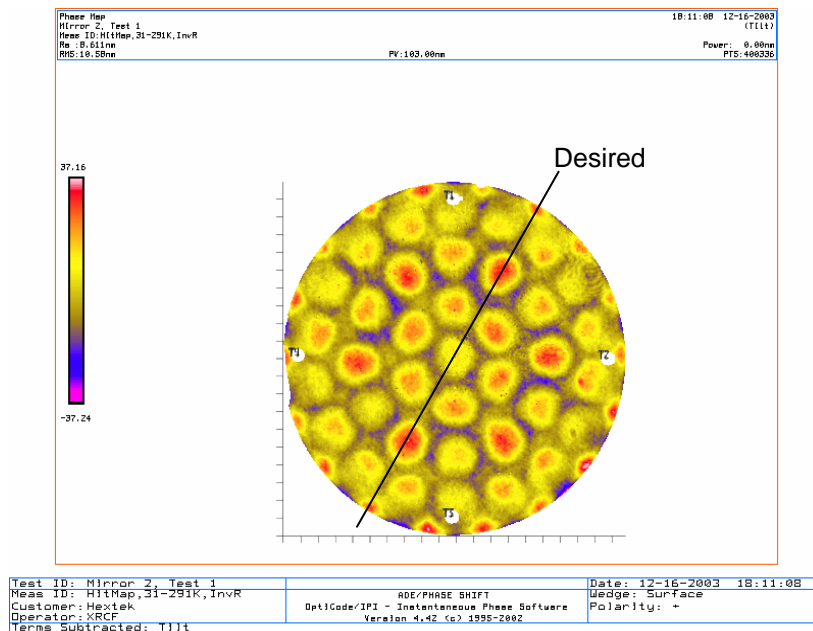 Phase Map
Mirror 2, Test 1
Meas ID:HitMap,31-291K,InvR
Ra :8.611nm
RMS:10.58nm
PV:103.00nm
18:11:08 12-16-2003
(Tilt)
Power: 0.00nm
PTS:400336
Desired
37.16
-37.24
T1
T4
T2
T3
Test ID: Mirror 2, Test 1
Meas ID: HitMap,31-291K,InvR
Customer: Hextek
Operator: XRCF
Terms Subtracted: Tilt
ADE/PHASE SHIFT
OptiCode/IPI - Instantaneous Phase Software
Version 4.42 (c) 1995-2002
Date: 12-16-2003 18:11:08
Wedge: Surface
Polarity: +